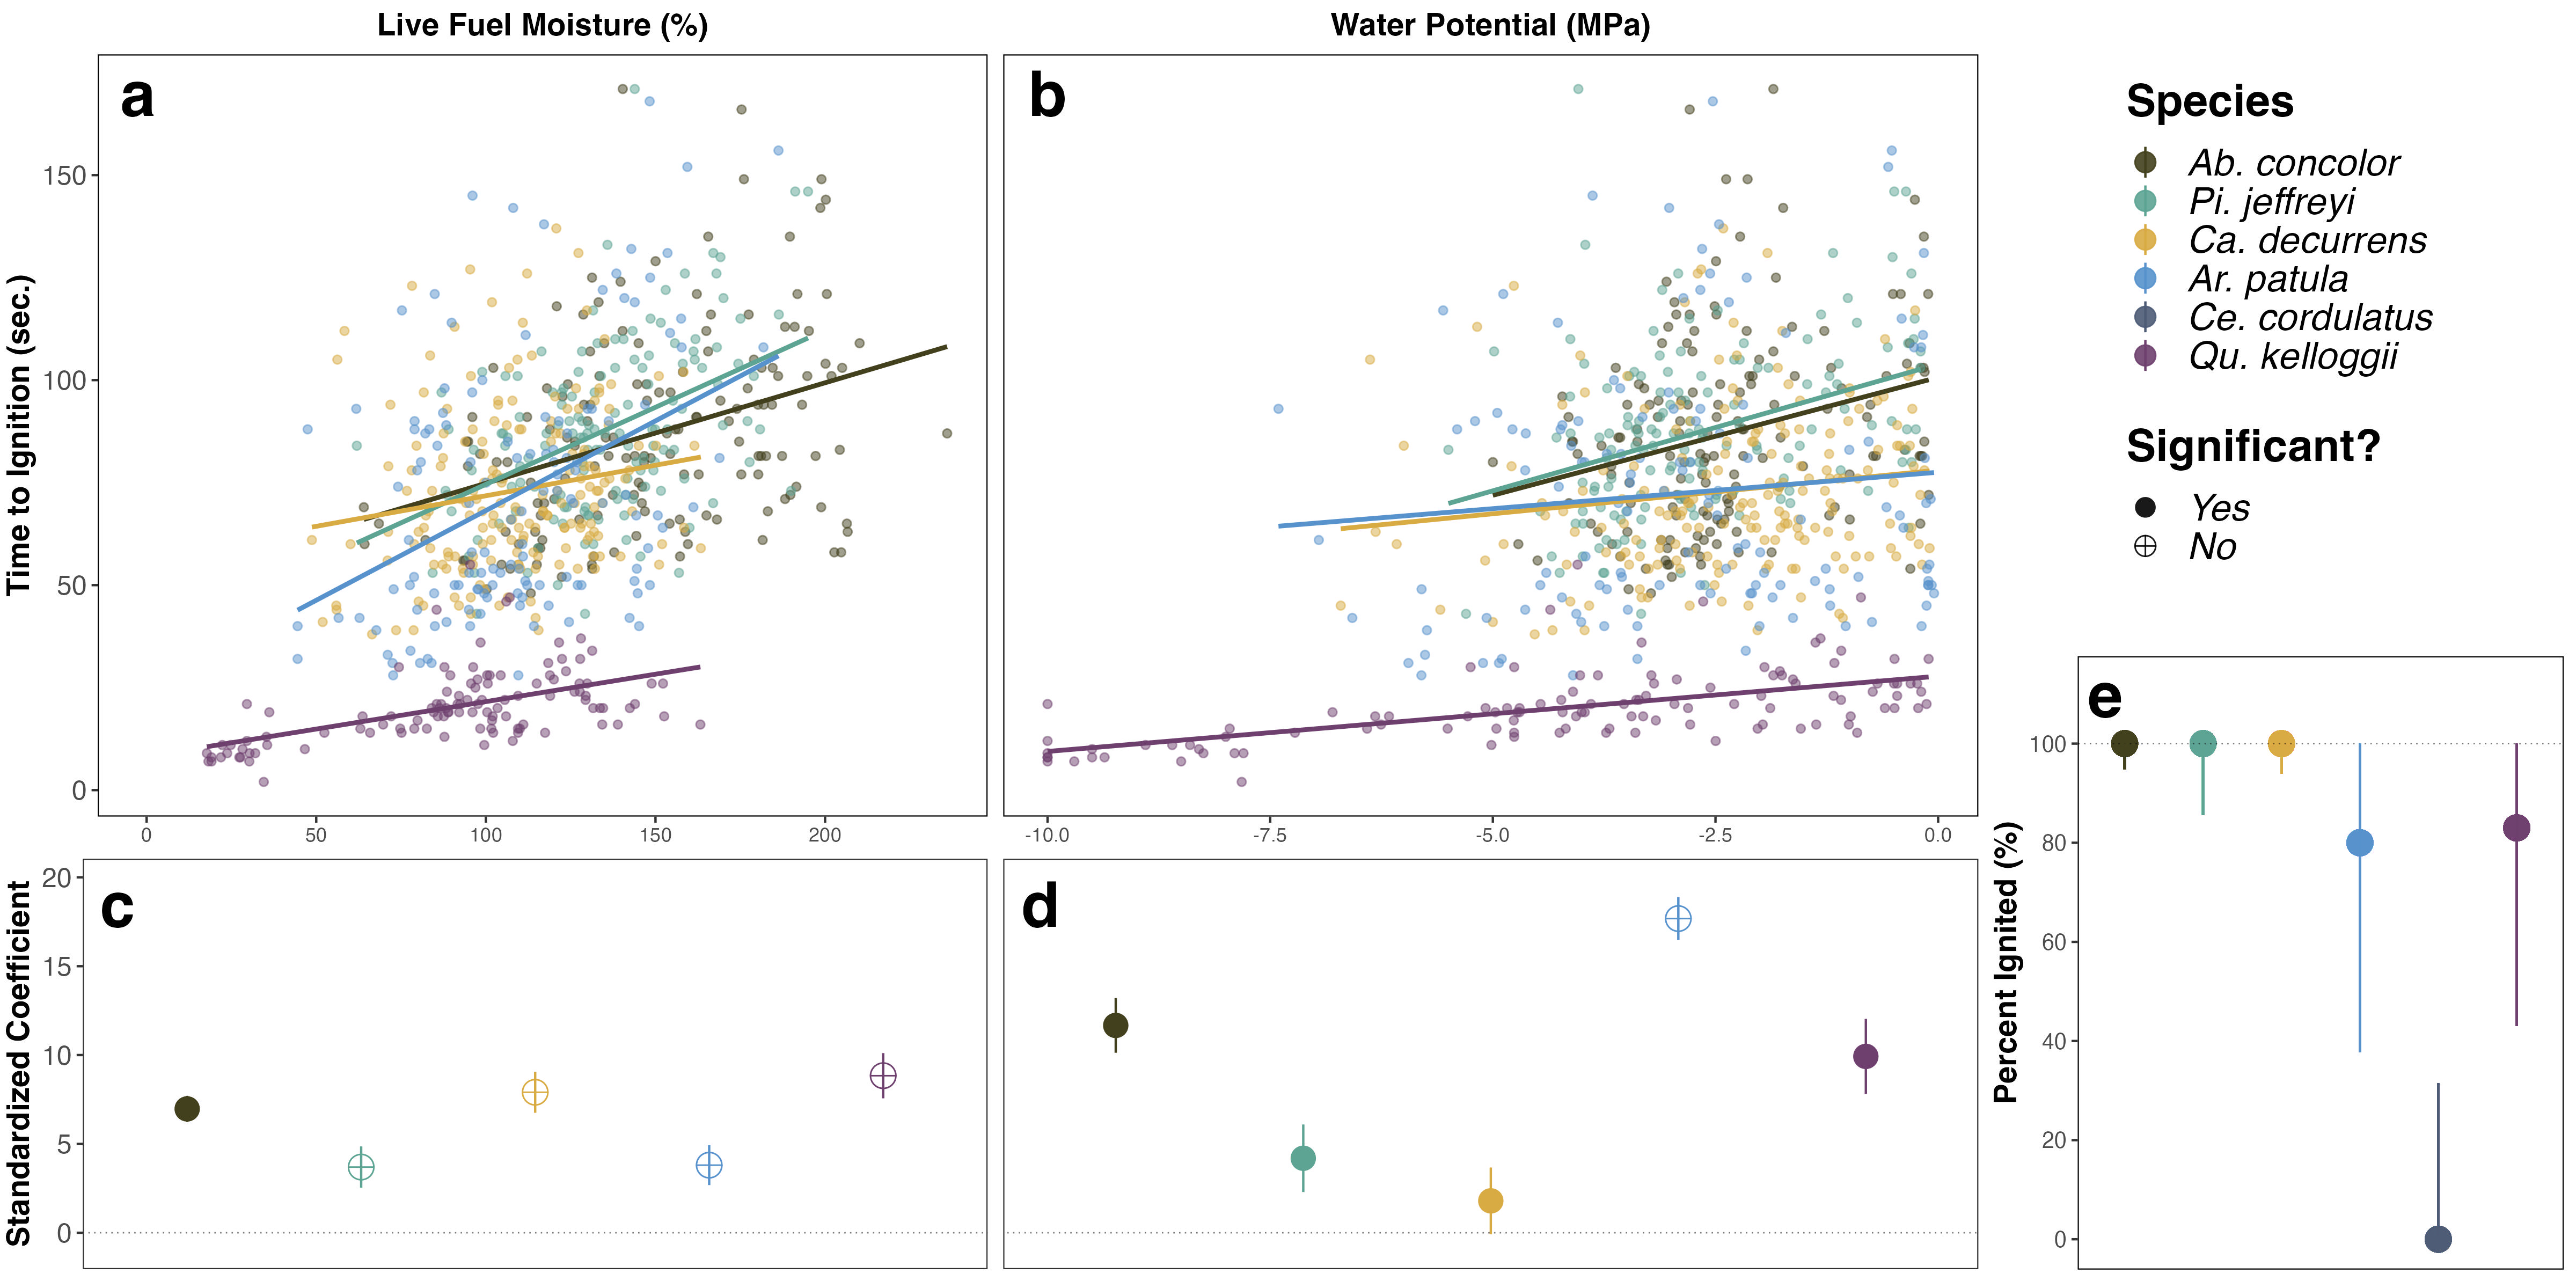 Live Fuel Moisture (%)
Water Potential (MPa)
a
b
Time to Ignition (sec.)
150
100
50
0
0 50 100 150 200
-10.0 -7.5 -5.0 -2.5 0.0
Species
Ab. concolor
Pi. jeffreyi
Ca. decurrens
Ar. patula
Ce. cordulatus
Qu. kelloggii
Significant?
Yes
No
c
d
Standardized Coefficient
20
15
10
5
0
e
Percent Ignited (%)
100
80
60
40
20
0